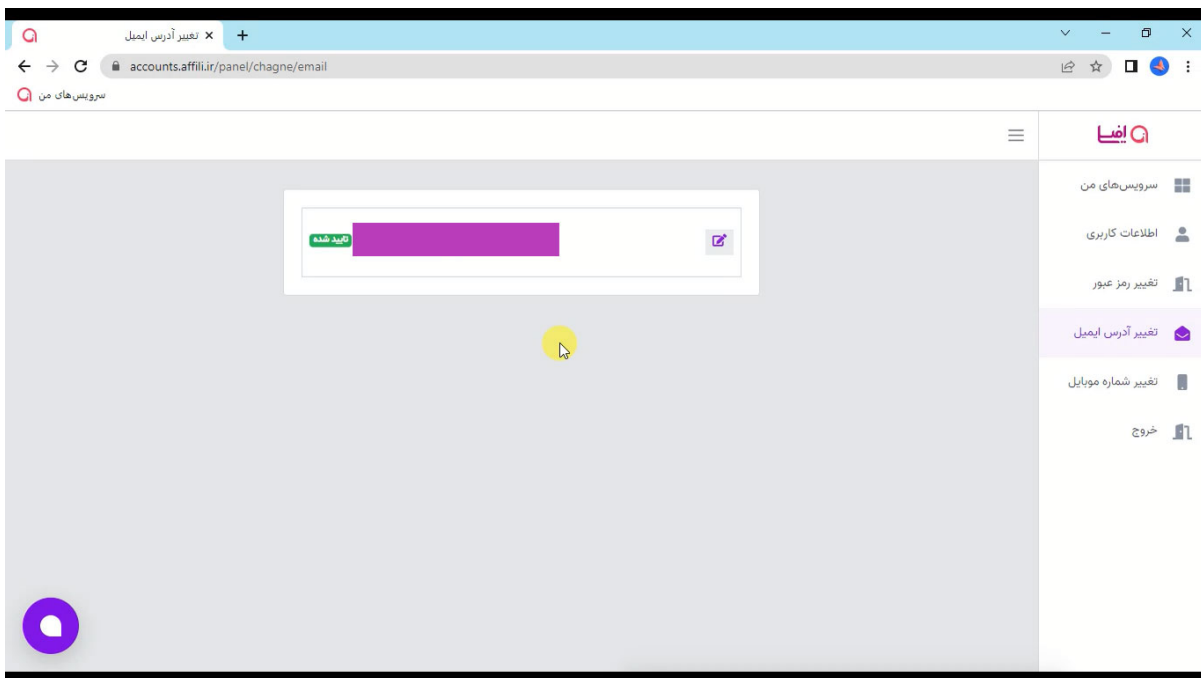 تغییر آدرس ایمیل
accounts.affili.ir/panel/chagne/email
سرویس‌های من
افیلی
سرویس‌های من
اطلاعات کاربری
تغییر رمز عبور
تغییر آدرس ایمیل
تغییر شماره موبایل
خروج
تایید شده